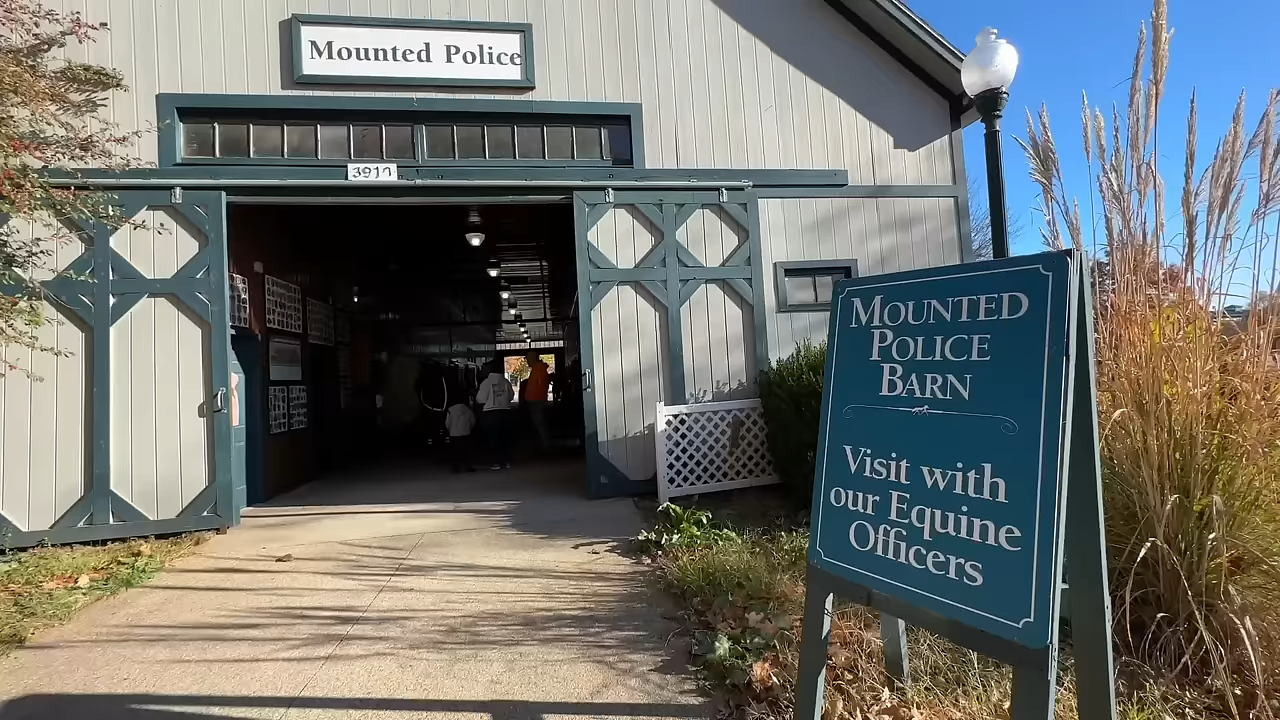 Mounted Police
3910
MOUNTED
POLICE
BARN
Visit with
our Equine
Officers